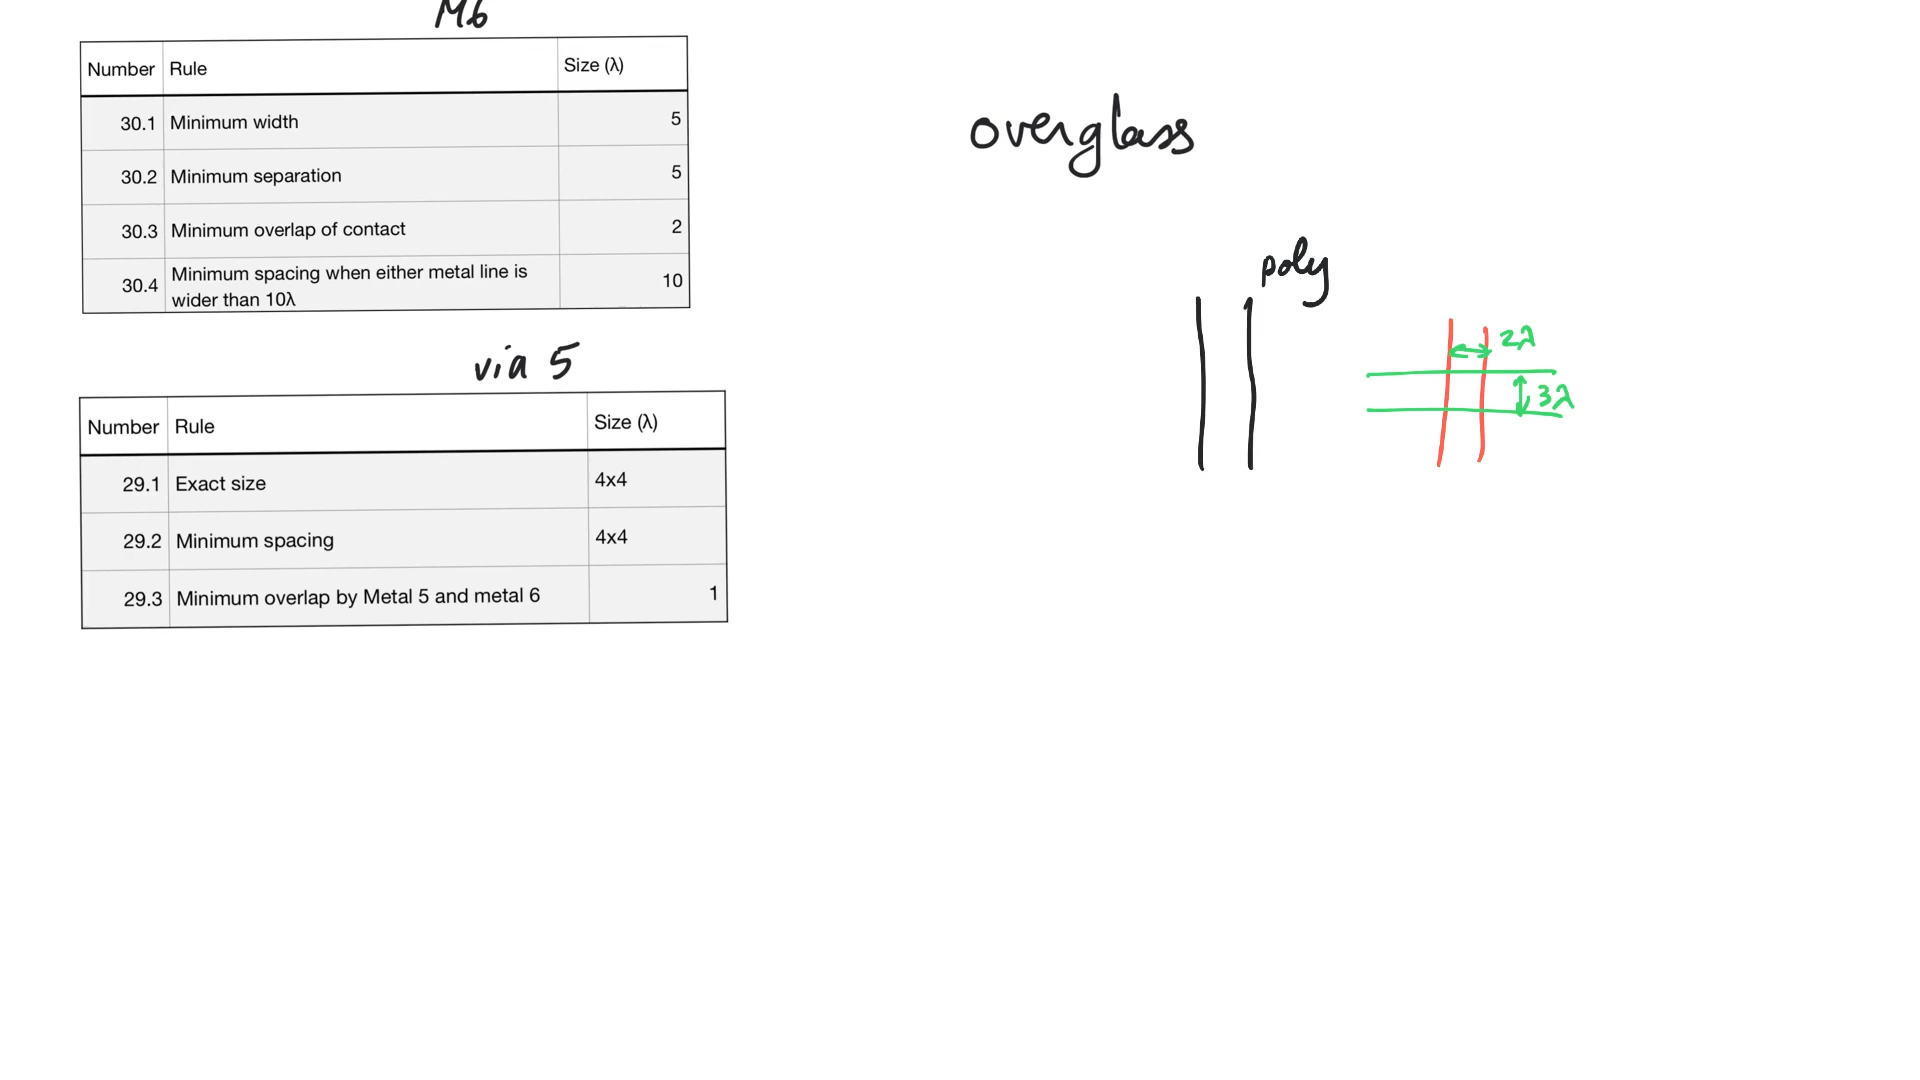 M6
Number Rule Size (λ)
30.1 Minimum width 5
30.2 Minimum separation 5
30.3 Minimum overlap of contact 2
30.4 Minimum spacing when either metal line is wider than 10λ 10
via 5
Number Rule Size (λ)
29.1 Exact size 4x4
29.2 Minimum spacing 4x4
29.3 Minimum overlap by Metal 5 and metal 6 1
overglass
poly
2λ
3λ